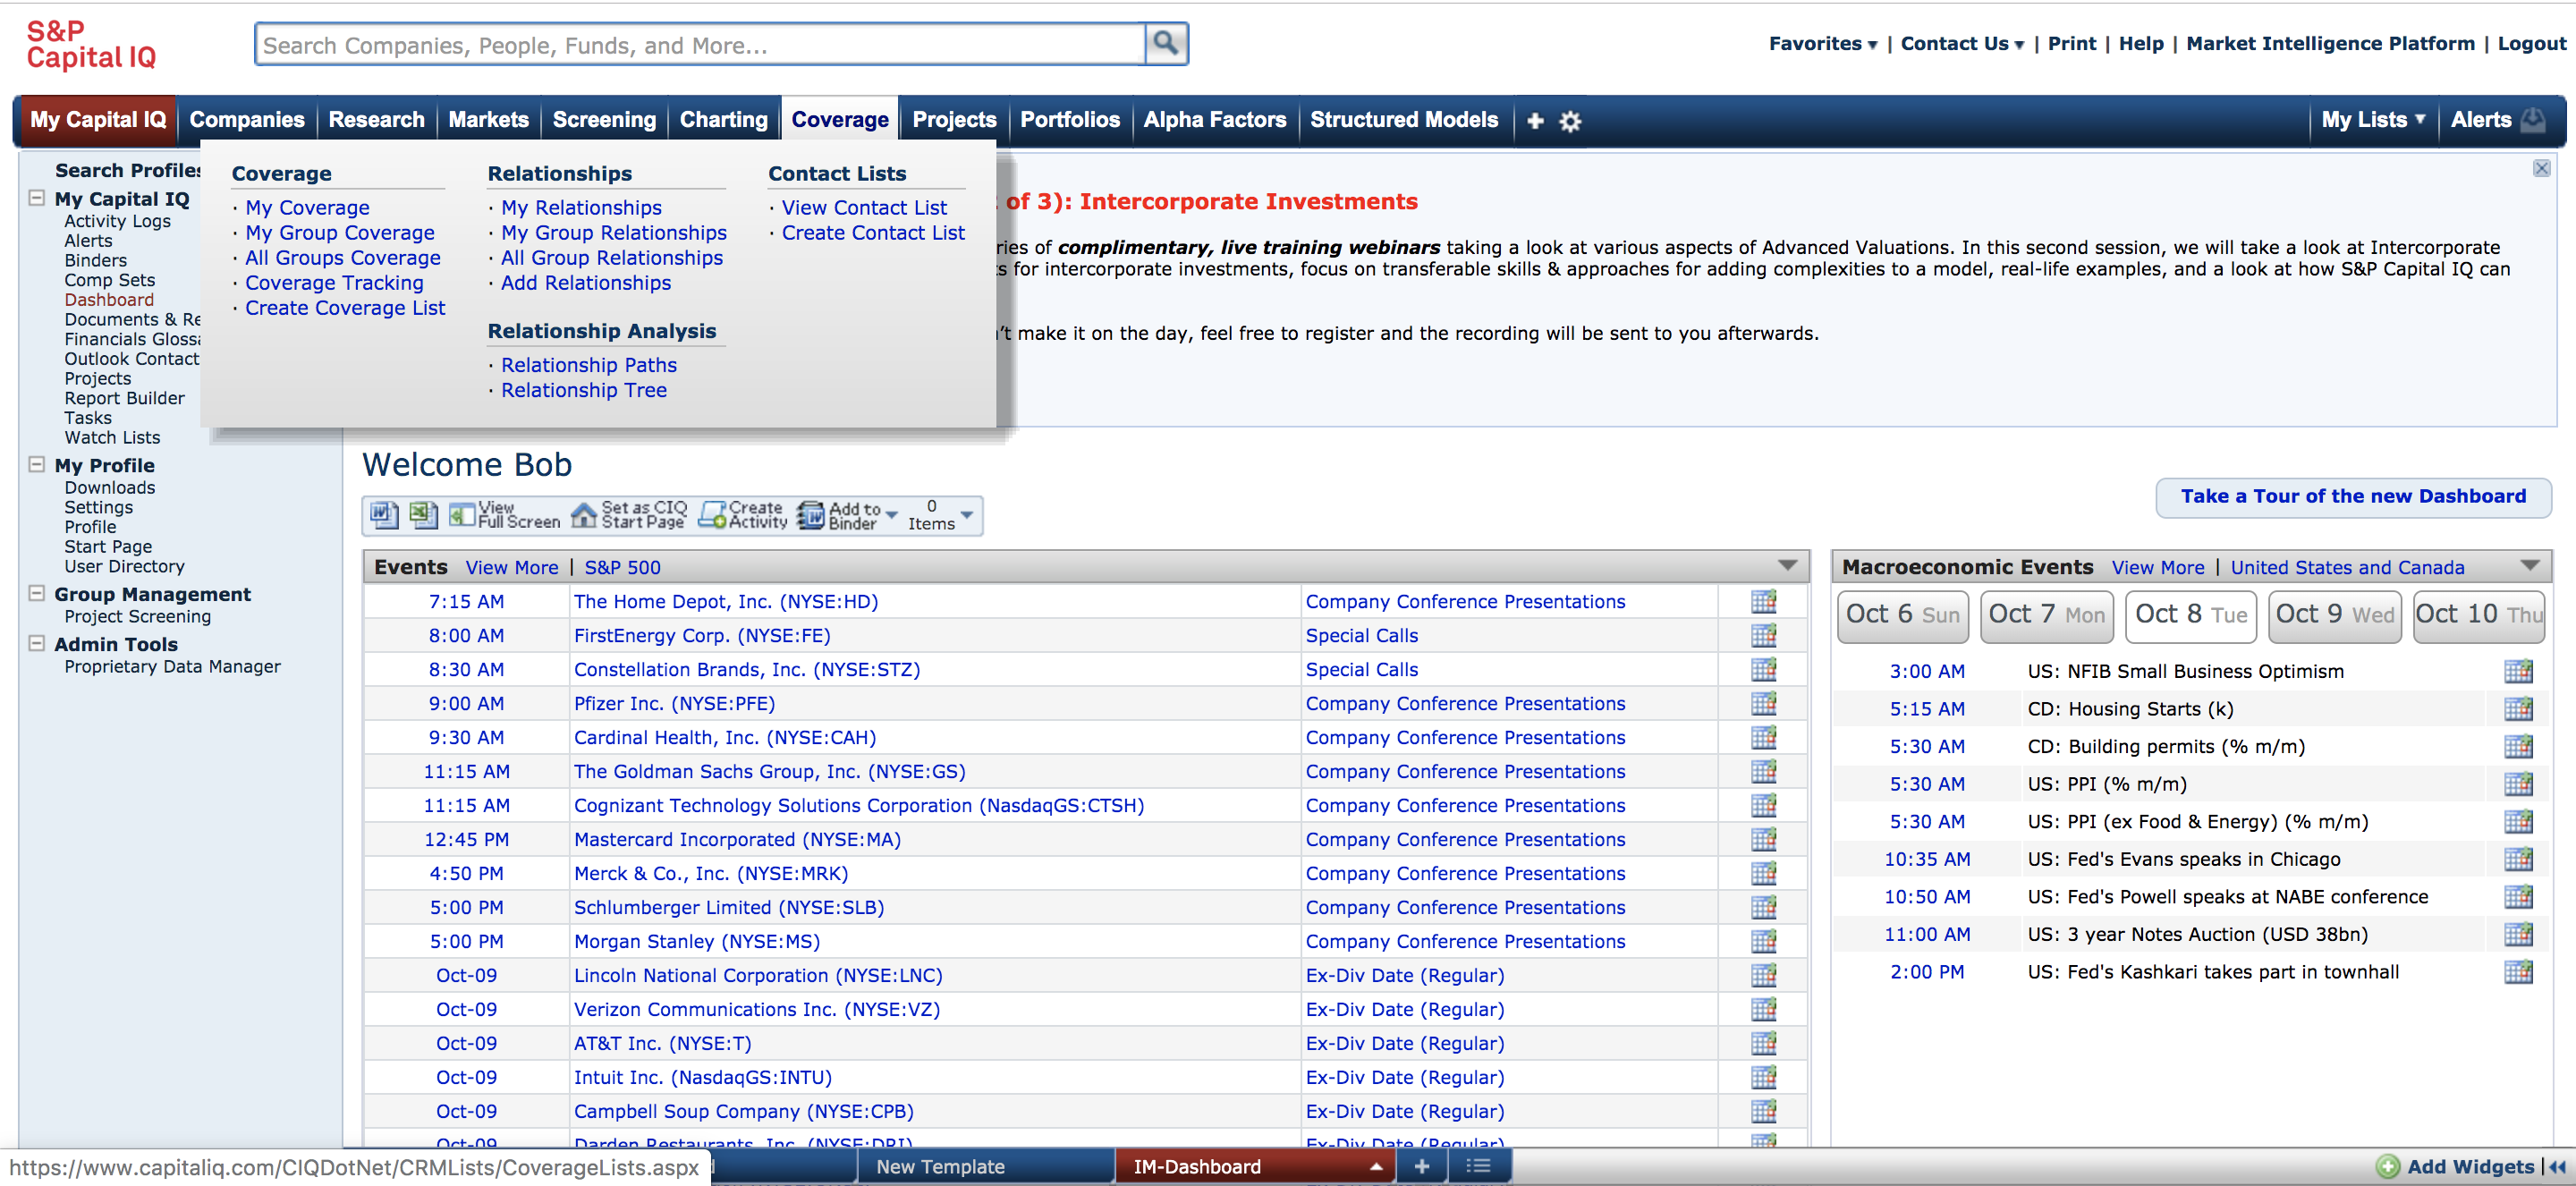 S&P
Capital IQ
Search Companies, People, Funds, and More...
Favorites | Contact Us | Print | Help | Market Intelligence Platform | Logout
My Capital IQ Companies Research Markets Screening Charting Coverage Projects Portfolios Alpha Factors Structured Models My Lists Alerts
Search Profiles
My Capital IQ
Activity Logs
Alerts
Binders
Comp Sets
Dashboard
Documents & Re
Financials Gloss
Outlook Contact
Projects
Report Builder
Tasks
Watch Lists
My Profile
Downloads
Settings
Profile
Start Page
User Directory
Group Management
Project Screening
Admin Tools
Proprietary Data Manager
Coverage
· My Coverage
· My Group Coverage
· All Groups Coverage
· Coverage Tracking
· Create Coverage List
Relationships
· My Relationships
· My Group Relationships
· All Group Relationships
· Add Relationships
Relationship Analysis
· Relationship Paths
· Relationship Tree
Contact Lists
· View Contact List
· Create Contact List
of 3): Intercorporate Investments
ries of complimentary, live training webinars taking a look at various aspects of Advanced Valuations. In this second session, we will take a look at Intercorporate
s for intercorporate investments, focus on transferable skills & approaches for adding complexities to a model, real-life examples, and a look at how S&P Capital IQ can
't make it on the day, feel free to register and the recording will be sent to you afterwards.
Welcome Bob
View Full Screen Set as CIQ Start Page Create Activity Add to Binder 0 Items
Take a Tour of the new Dashboard
Events View More | S&P 500
7:15 AM The Home Depot, Inc. (NYSE:HD) Company Conference Presentations
8:00 AM FirstEnergy Corp. (NYSE:FE) Special Calls
8:30 AM Constellation Brands, Inc. (NYSE:STZ) Special Calls
9:00 AM Pfizer Inc. (NYSE:PFE) Company Conference Presentations
9:30 AM Cardinal Health, Inc. (NYSE:CAH) Company Conference Presentations
11:15 AM The Goldman Sachs Group, Inc. (NYSE:GS) Company Conference Presentations
11:15 AM Cognizant Technology Solutions Corporation (NasdaqGS:CTSH) Company Conference Presentations
12:45 PM Mastercard Incorporated (NYSE:MA) Company Conference Presentations
4:50 PM Merck & Co., Inc. (NYSE:MRK) Company Conference Presentations
5:00 PM Schlumberger Limited (NYSE:SLB) Company Conference Presentations
5:00 PM Morgan Stanley (NYSE:MS) Company Conference Presentations
Oct-09 Lincoln National Corporation (NYSE:LNC) Ex-Div Date (Regular)
Oct-09 Verizon Communications Inc. (NYSE:VZ) Ex-Div Date (Regular)
Oct-09 AT&T Inc. (NYSE:T) Ex-Div Date (Regular)
Oct-09 Intuit Inc. (NasdaqGS:INTU) Ex-Div Date (Regular)
Oct-09 Campbell Soup Company (NYSE:CPB) Ex-Div Date (Regular)
Oct-09 Darden Restaurants, Inc. (NYSE:DRI) Ex-Div Date (Regular)
Macroeconomic Events View More | United States and Canada
Oct 6 Sun Oct 7 Mon Oct 8 Tue Oct 9 Wed Oct 10 Thu
3:00 AM US: NFIB Small Business Optimism
5:15 AM CD: Housing Starts (k)
5:30 AM CD: Building permits (% m/m)
5:30 AM US: PPI (% m/m)
5:30 AM US: PPI (ex Food & Energy) (% m/m)
10:35 AM US: Fed's Evans speaks in Chicago
10:50 AM US: Fed's Powell speaks at NABE conference
11:00 AM US: 3 year Notes Auction (USD 38bn)
2:00 PM US: Fed's Kashkari takes part in townhall
https://www.capitaliq.com/CIQDotNet/CRMLists/CoverageLists.aspx
New Template IM-Dashboard Add Widgets